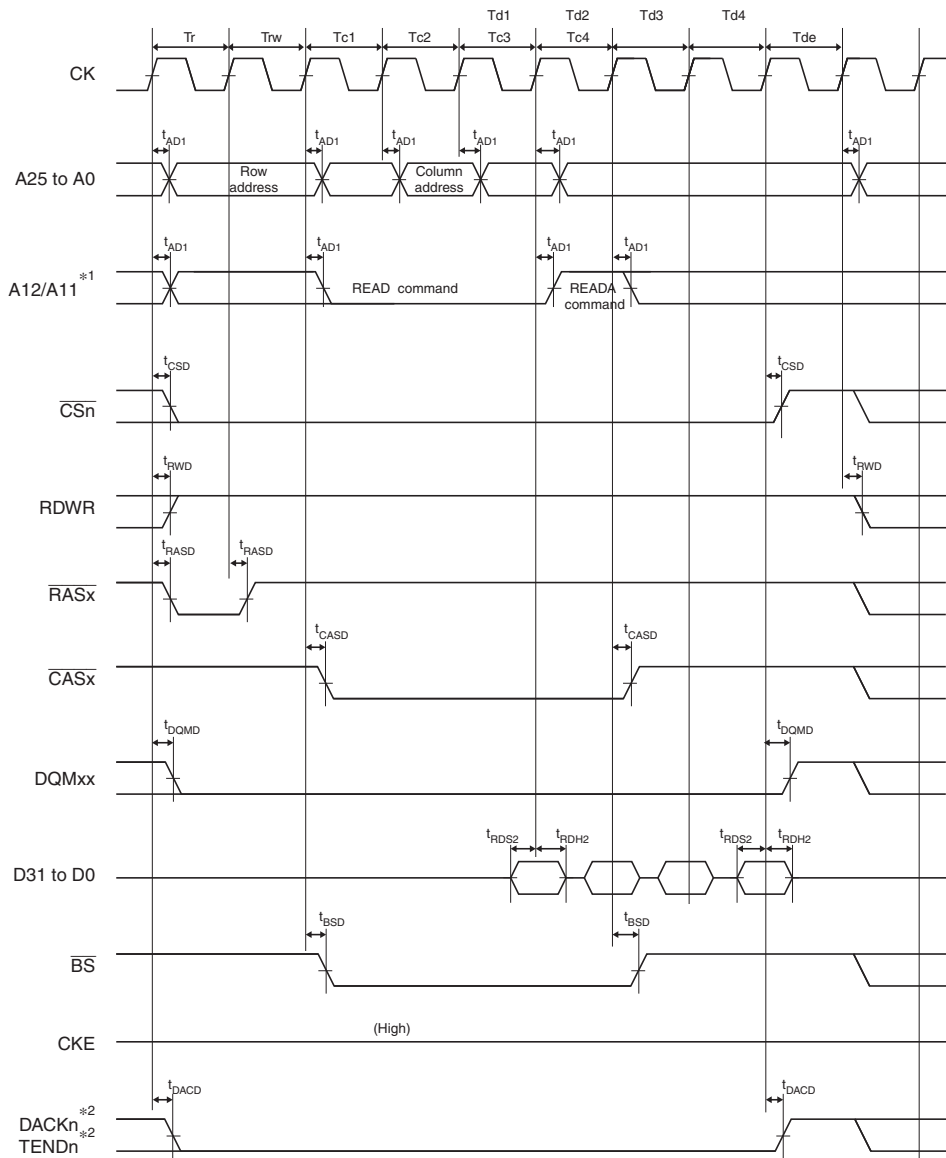 Td1 Td2 Td3 Td4
Tr Trw Tc1 Tc2 Tc3 Tc4 Tde
CK
tAD1 tAD1 tAD1 tAD1 tAD1 tAD1
A25 to A0
Row address
Column address
tAD1 tAD1 tAD1 tAD1
A12/A11*1
READ command
READA command
tCSD tCSD
CSn
tRWD tRWD
RDWR
tRASD tRASD
RASx
tCASD tCASD
CASx
tDQMD tDQMD
DQMxx
tRDS2 tRDH2 tRDS2 tRDH2
D31 to D0
tBSD tBSD
BS
(High)
CKE
tDACD tDACD
DACKn*2
TENDn*2